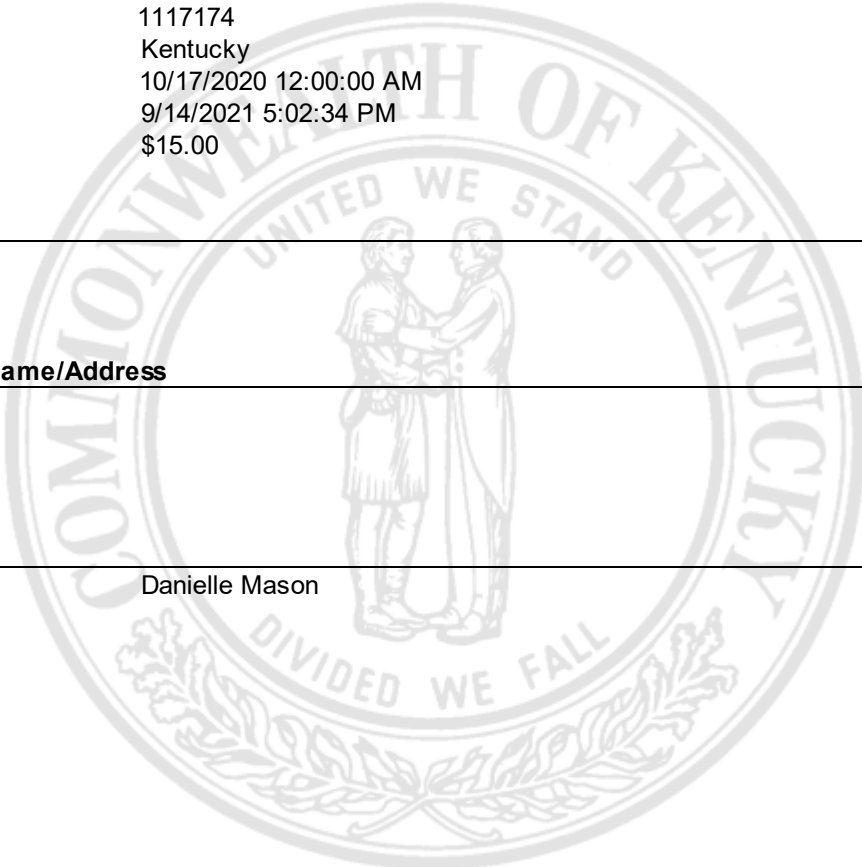 1117174
Kentucky
10/17/2020 12:00:00 AM
9/14/2021 5:02:34 PM
$15.00
COMMONWEALTH OF KENTUCKY
UNITED WE STAND
ame/Address
Danielle Mason
DIVIDED WE FALL